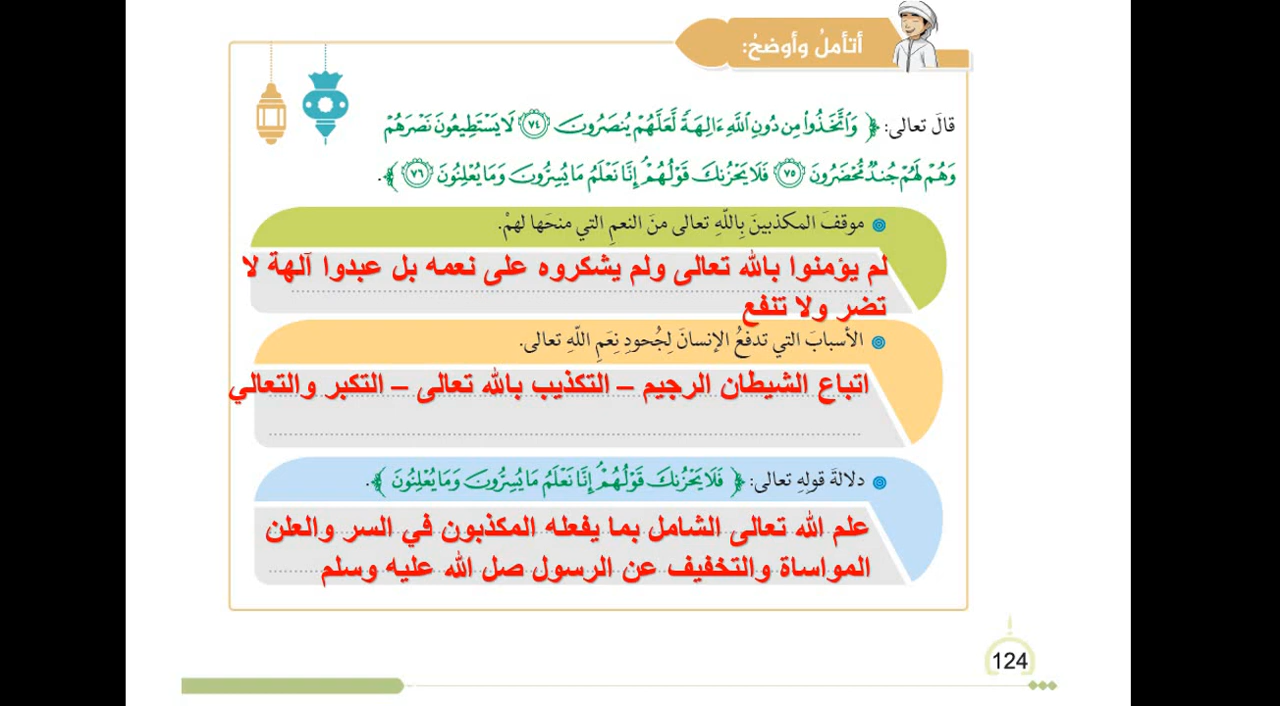 أتأملُ وأوضحُ:
قالَ تعالى: ﴿ وَاتَّخَذُوا مِن دُونِ اللَّهِ ءَالِهَةً لَّعَلَّهُمْ يُنصَرُونَ ﴿٧٤﴾ لَا يَسْتَطِيعُونَ نَصْرَهُمْ
وَهُمْ لَهُمْ جُندٌ مُّحْضَرُونَ ﴿٧٥﴾ فَلَا يَحْزُنكَ قَوْلُهُمْ ۘ إِنَّا نَعْلَمُ مَا يُسِرُّونَ وَمَا يُعْلِنُونَ ﴿٧٦﴾ ﴾.
موقفَ المكذبينَ بِاللّهِ تعالى منَ النعمِ التي منحَها لهمْ.
لم يؤمنوا بالله تعالى ولم يشكروه على نعمه بل عبدوا آلهة لا
تضر ولا تنفع
الأسبابَ التي تدفعُ الإنسانَ لِجُحودِ نِعَمِ اللّهِ تعالى.
اتباع الشيطان الرجيم – التكذيب بالله تعالى – التكبر والتعالي
دلالةَ قولِهِ تعالى: ﴿ فَلَا يَحْزُنكَ قَوْلُهُمْ ۘ إِنَّا نَعْلَمُ مَا يُسِرُّونَ وَمَا يُعْلِنُونَ ﴾.
علم الله تعالى الشامل بما يفعله المكذبون في السر والعلن
المواساة والتخفيف عن الرسول صل الله عليه وسلم
124